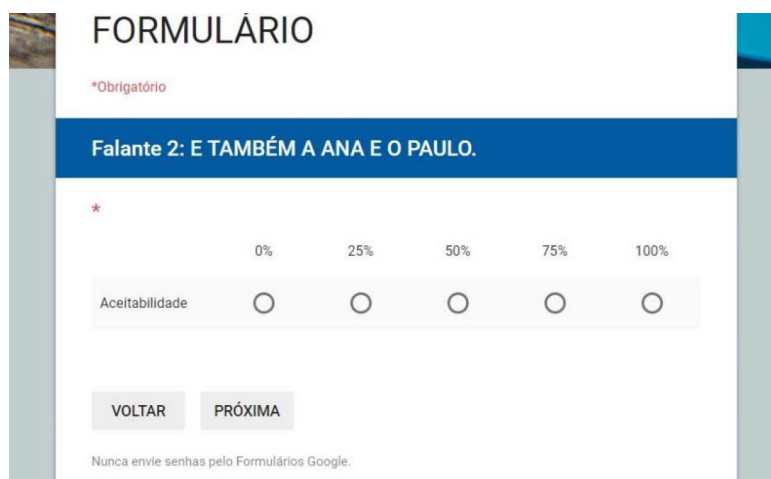 FORMULÁRIO
*Obrigatório
Falante 2: E TAMBÉM A ANA E O PAULO.
*
0% 25% 50% 75% 100%
Aceitabilidade
VOLTAR PRÓXIMA
Nunca envie senhas pelo Formulários Google.